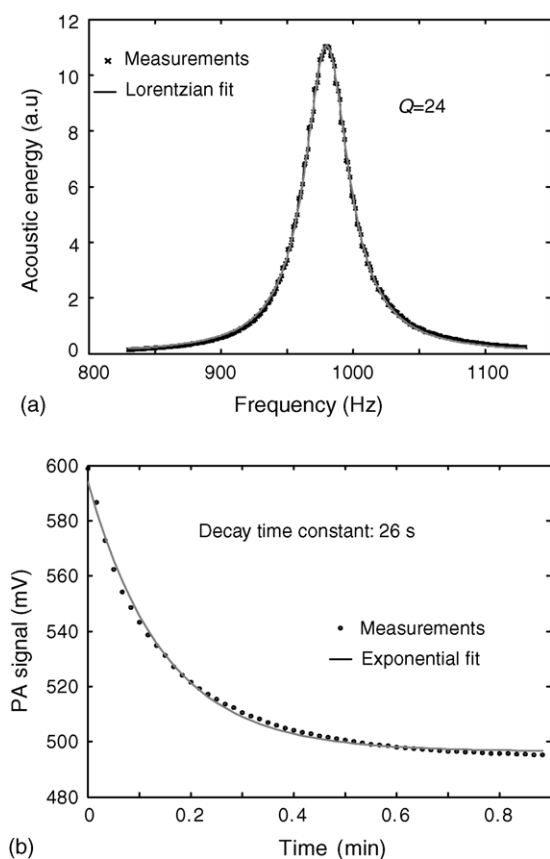 12
10
8
6
4
2
0
Acoustic energy (a.u)
Measurements
Lorentzian fit
Q=24
800
900
1000
1100
Frequency (Hz)
(a)
600
580
560
540
520
500
480
PA signal (mV)
Decay time constant: 26 s
Measurements
Exponential fit
0
0.2
0.4
0.6
0.8
Time (min)
(b)